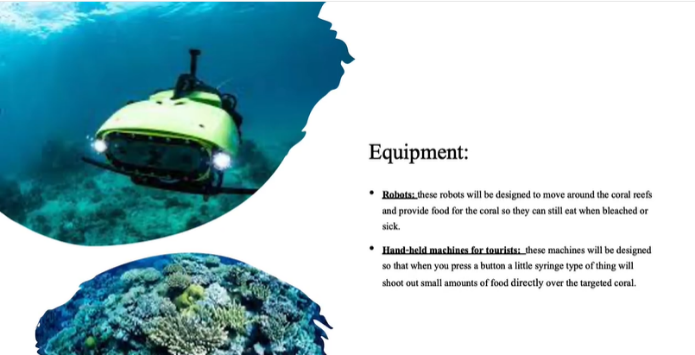 Equipment:
• Robots: these robots will be designed to move around the coral reefs
and provide food for the coral so they can still eat when bleached or
sick.
• Hand-held machines for tourists: these machines will be designed
so that when you press a button a little syringe type of thing will
shoot out small amounts of food directly over the targeted coral.